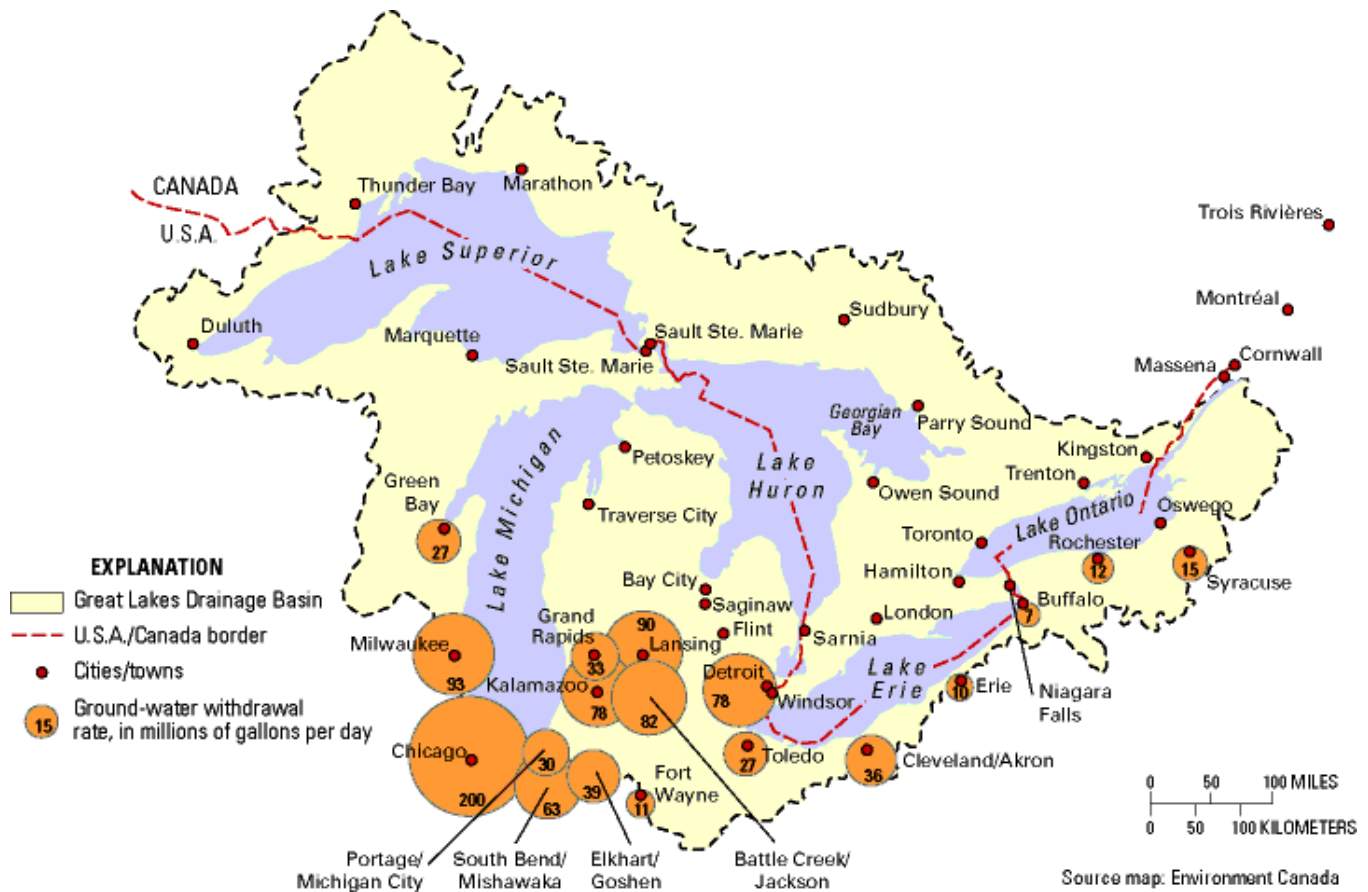 CANADA
U.S.A.
Thunder Bay
Marathon
Lake Superior
Trois Rivières
Montréal
Duluth
Marquette
Sault Ste. Marie
Sault Ste. Marie
Sudbury
Massena
Cornwall
Georgian
Bay
Parry Sound
Petoskey
Lake Michigan
Lake
Huron
Kingston
Trenton
Green
Bay
27
Traverse City
Owen Sound
Toronto
Lake Ontario
Oswego
Rochester
12
15
Syracuse
Hamilton
Bay City
Saginaw
Flint
London
Buffalo
7
Sarnia
Milwaukee
93
Grand
Rapids
33
90
Lansing
Kalamazoo
78
82
Detroit
78
Windsor
Lake
Erie
Erie
10
Niagara
Falls
Chicago
200
30
63
39
Fort
Wayne
11
Toledo
27
Cleveland/Akron
36
Portage/
Michigan City
South Bend/
Mishawaka
Elkhart/
Goshen
Battle Creek/
Jackson
EXPLANATION
Great Lakes Drainage Basin
U.S.A./Canada border
Cities/towns
15
Ground-water withdrawal
rate, in millions of gallons per day
0 50 100 MILES
0 50 100 KILOMETERS
Source map: Environment Canada